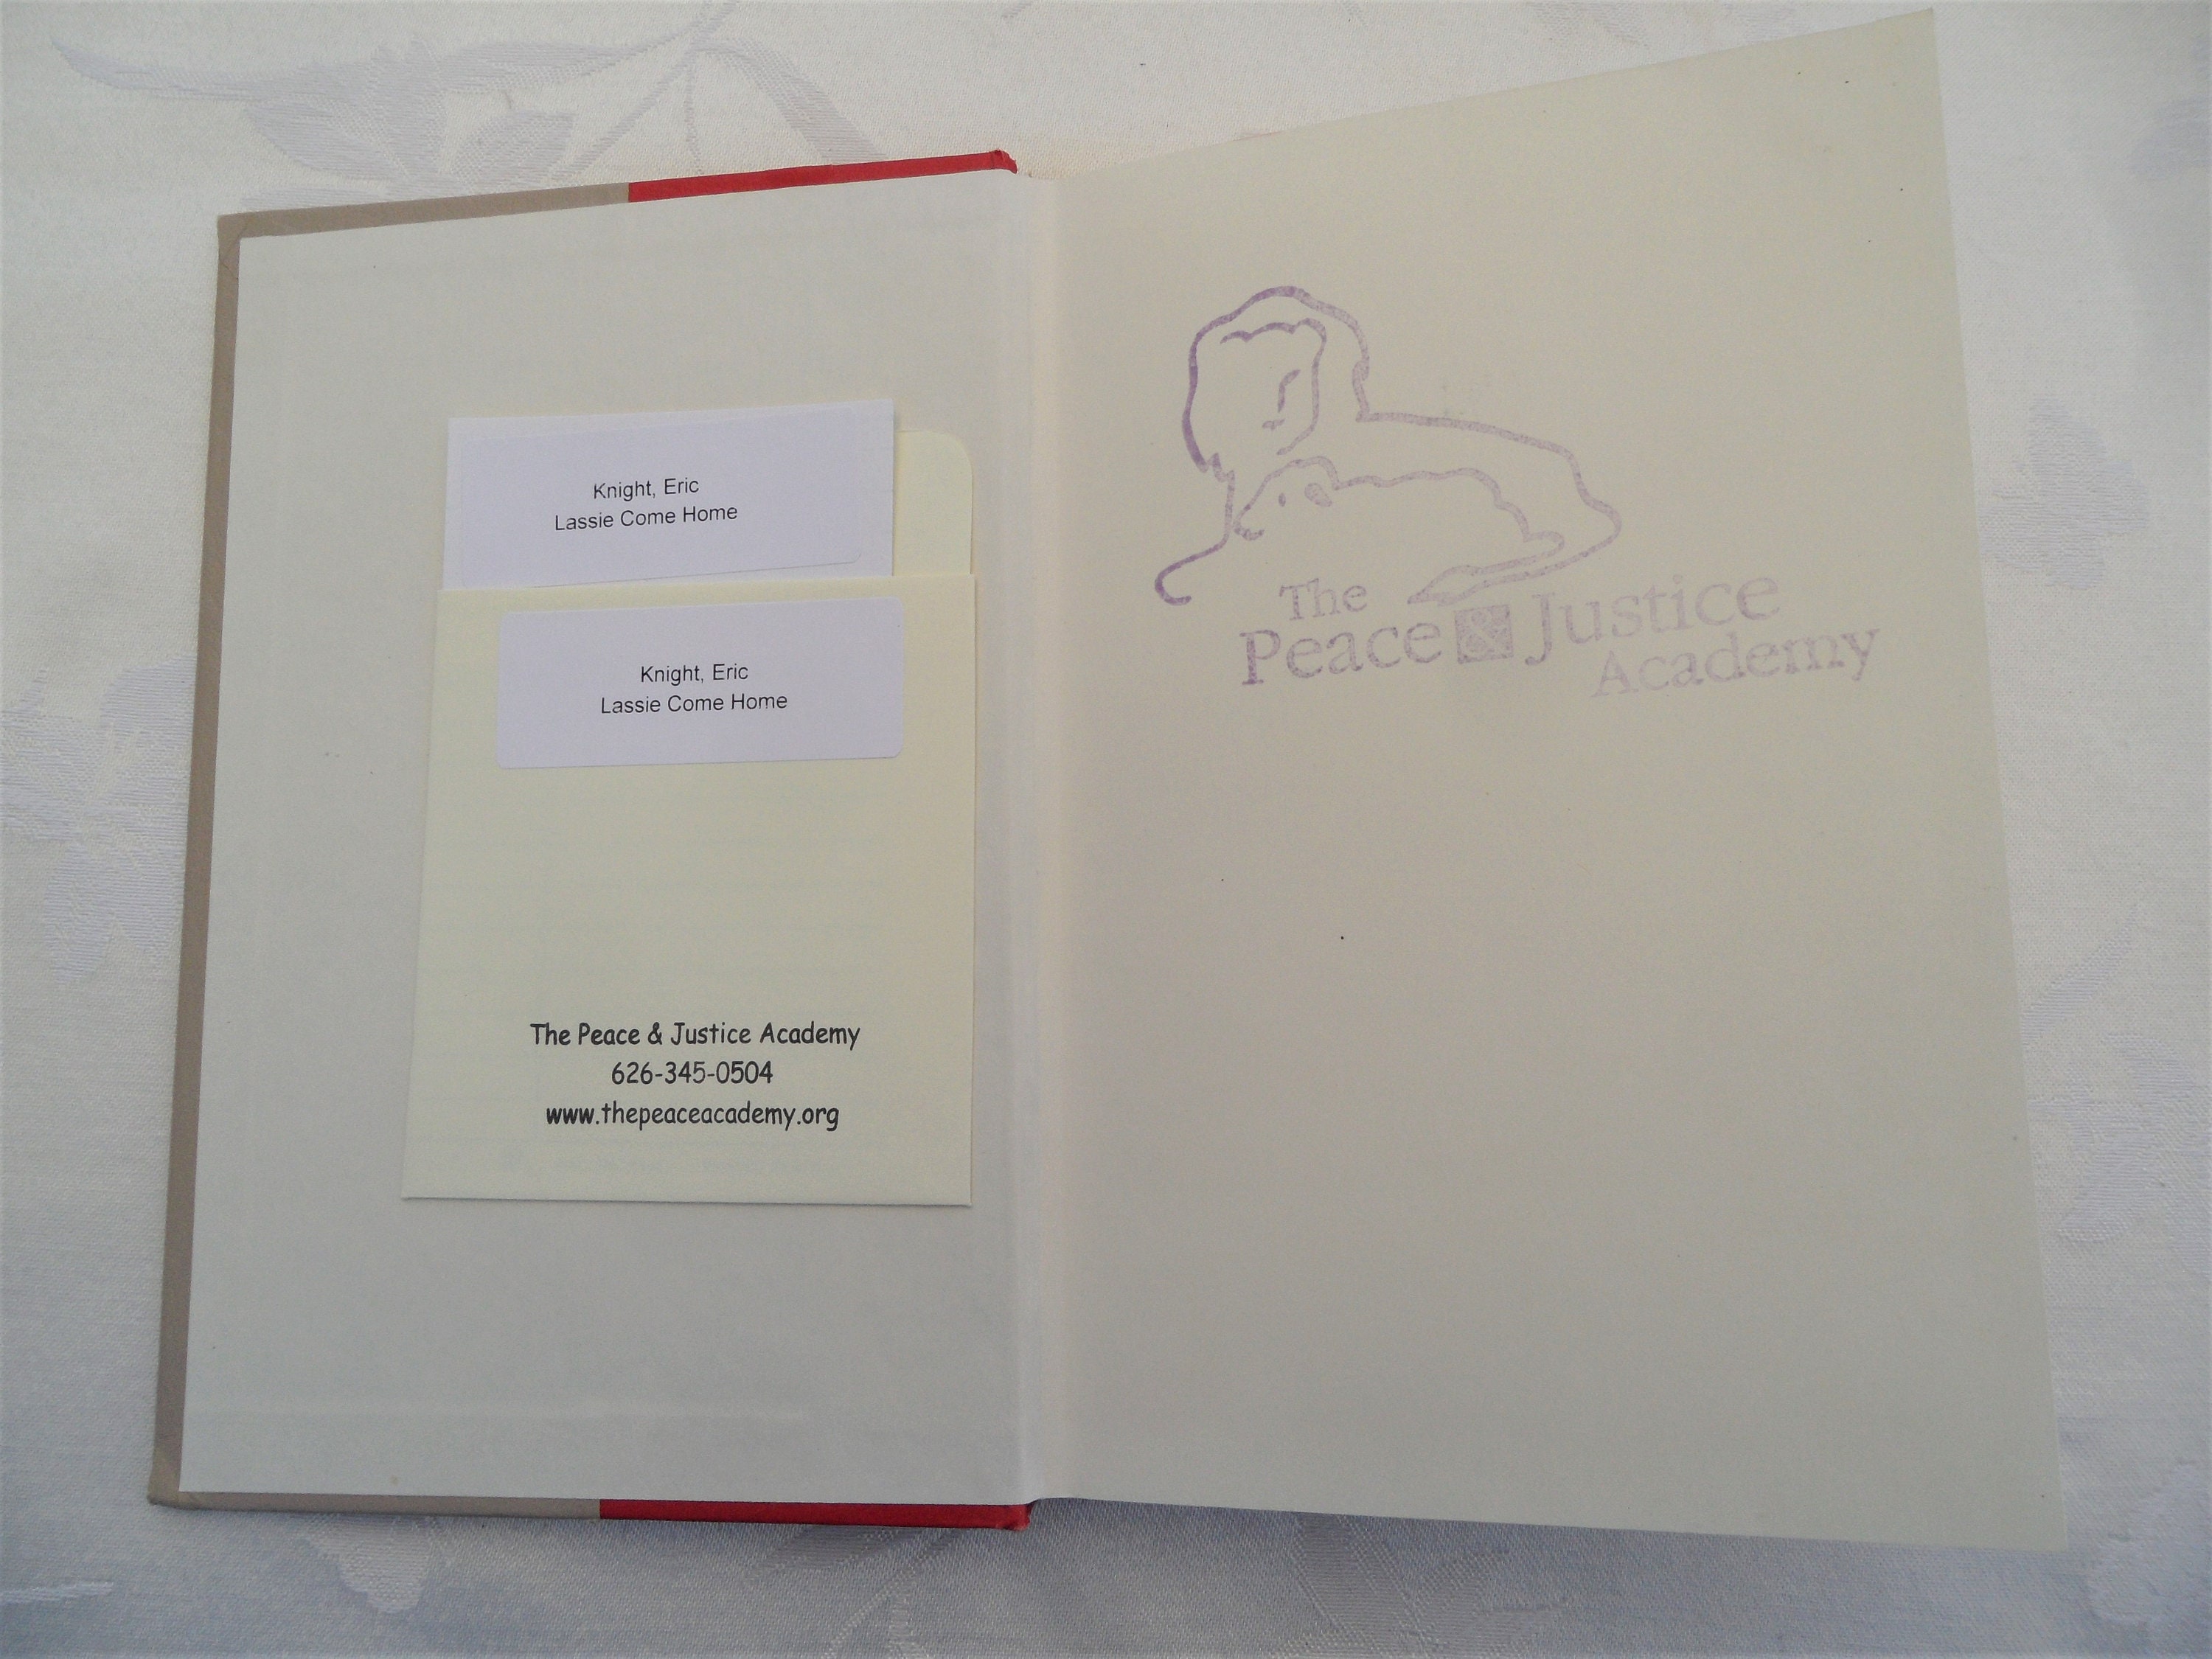 Knight, Eric
Lassie Come Home
Knight, Eric
Lassie Come Home
The Peace & Justice Academy
626-345-0504
www.thepeaceacademy.org
The
Peace & Justice
Academy